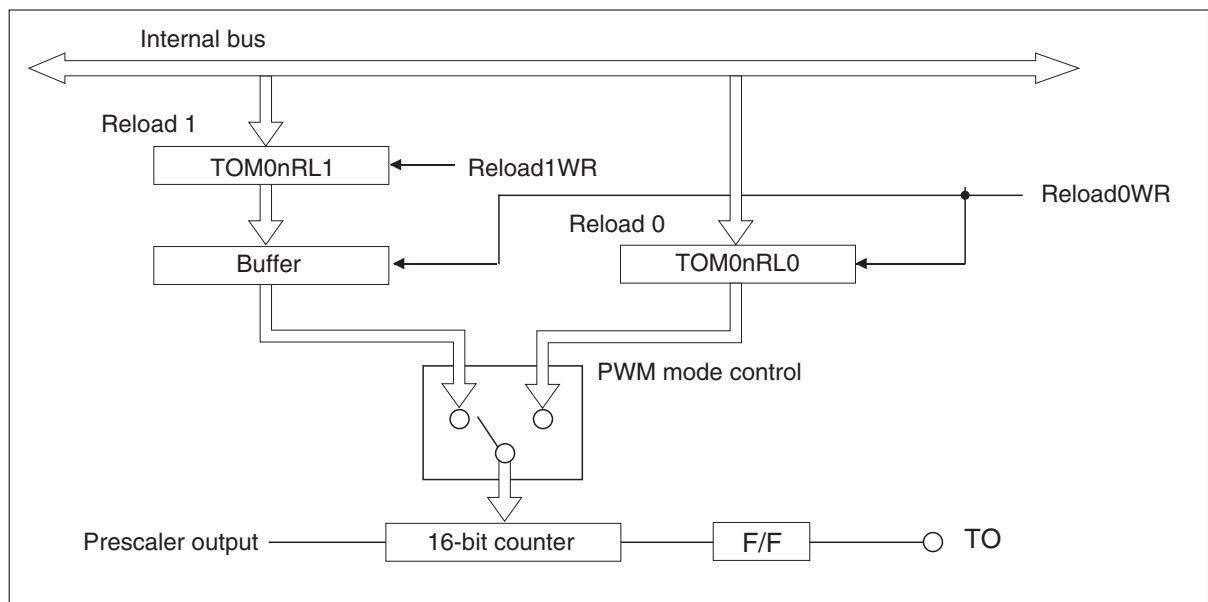 Internal bus
Reload 1
TOM0nRL1
Reload1WR
Reload0WR
Reload 0
Buffer
TOM0nRL0
PWM mode control
Prescaler output
16-bit counter
F/F
TO